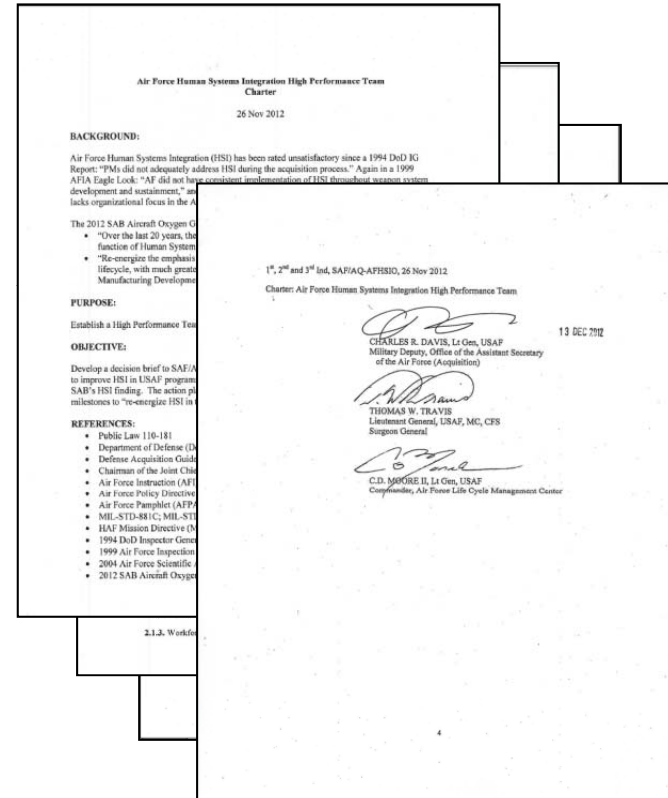 Air Force Human Systems Integration High Performance Team
Charter
26 Nov 2012
BACKGROUND:
Air Force Human Systems Integration (HSI) has been rated unsatisfactory since a 1994 DoD IG
Report: "PMs did not adequately address HSI during the acquisition process." Again in a 1999
AFIA Eagle Look: "AF did not have consistent implementation of HSI throughout weapon system
development and sustainment," an
lacks organizational focus in the A
The 2012 SAB Aircraft Oxygen G
• "Over the last 20 years, the
function of Human System
• "Re-energize the emphasis
lifecycle, with much greate
Manufacturing Developme
PURPOSE:
Establish a High Performance Tea
OBJECTIVE:
Develop a decision brief to SAF/A
to improve HSI in USAF program
SAB's HSI finding. The action pl
milestones to "re-energize HSI in t
REFERENCES:
• Public Law 110-181
• Department of Defense (D
• Defense Acquisition Guide
• Chairman of the Joint Chie
• Air Force Instruction (AFI
• Air Force Policy Directive
• Air Force Pamphlet (AFPA
• MIL-STD-881C; MIL-STI
• HAF Mission Directive (M
• 1994 DoD Inspector Gener
• 1999 Air Force Inspection
• 2004 Air Force Scientific A
• 2012 SAB Aircraft Oxyge
2.1.3. Workfor
1st, 2nd and 3rd Ind, SAF/AQ-AFHSIO, 26 Nov 2012
Charter: Air Force Human Systems Integration High Performance Team
13 DEC 2012
CHARLES R. DAVIS, Lt Gen, USAF
Military Deputy, Office of the Assistant Secretary
of the Air Force (Acquisition)
THOMAS W. TRAVIS
Lieutenant General, USAF, MC, CFS
Surgeon General
C.D. MOORE II, Lt Gen, USAF
Commander, Air Force Life Cycle Management Center
4